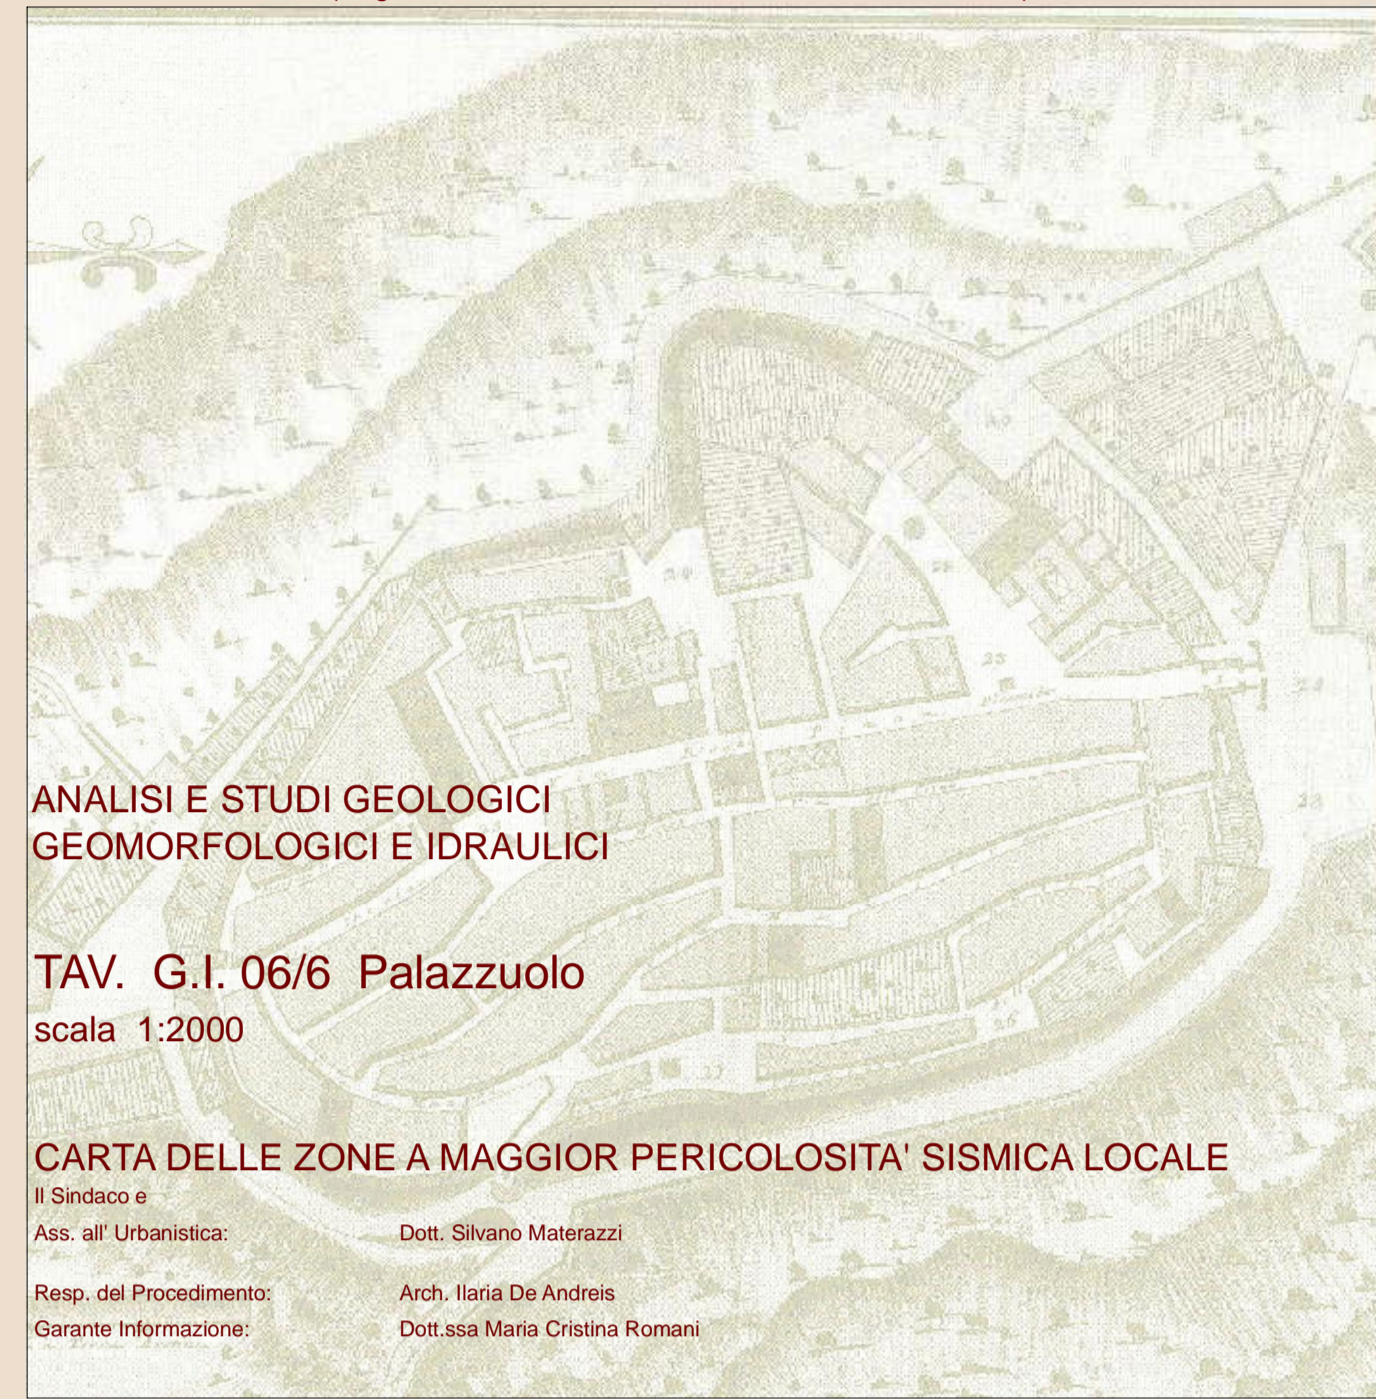 ANALISI E STUDI GEOLOGICI
GEOMORFOLOGICI E IDRAULICI
TAV. G.I. 06/6 Palazzuolo
scala 1:2000
CARTA DELLE ZONE A MAGGIOR PERICOLOSITA' SISMICA LOCALE
Il Sindaco e
Ass. all' Urbanistica: Dott. Silvano Materazzi
Resp. del Procedimento: Arch. Ilaria De Andreis
Garante Informazione: Dott.ssa Maria Cristina Romani